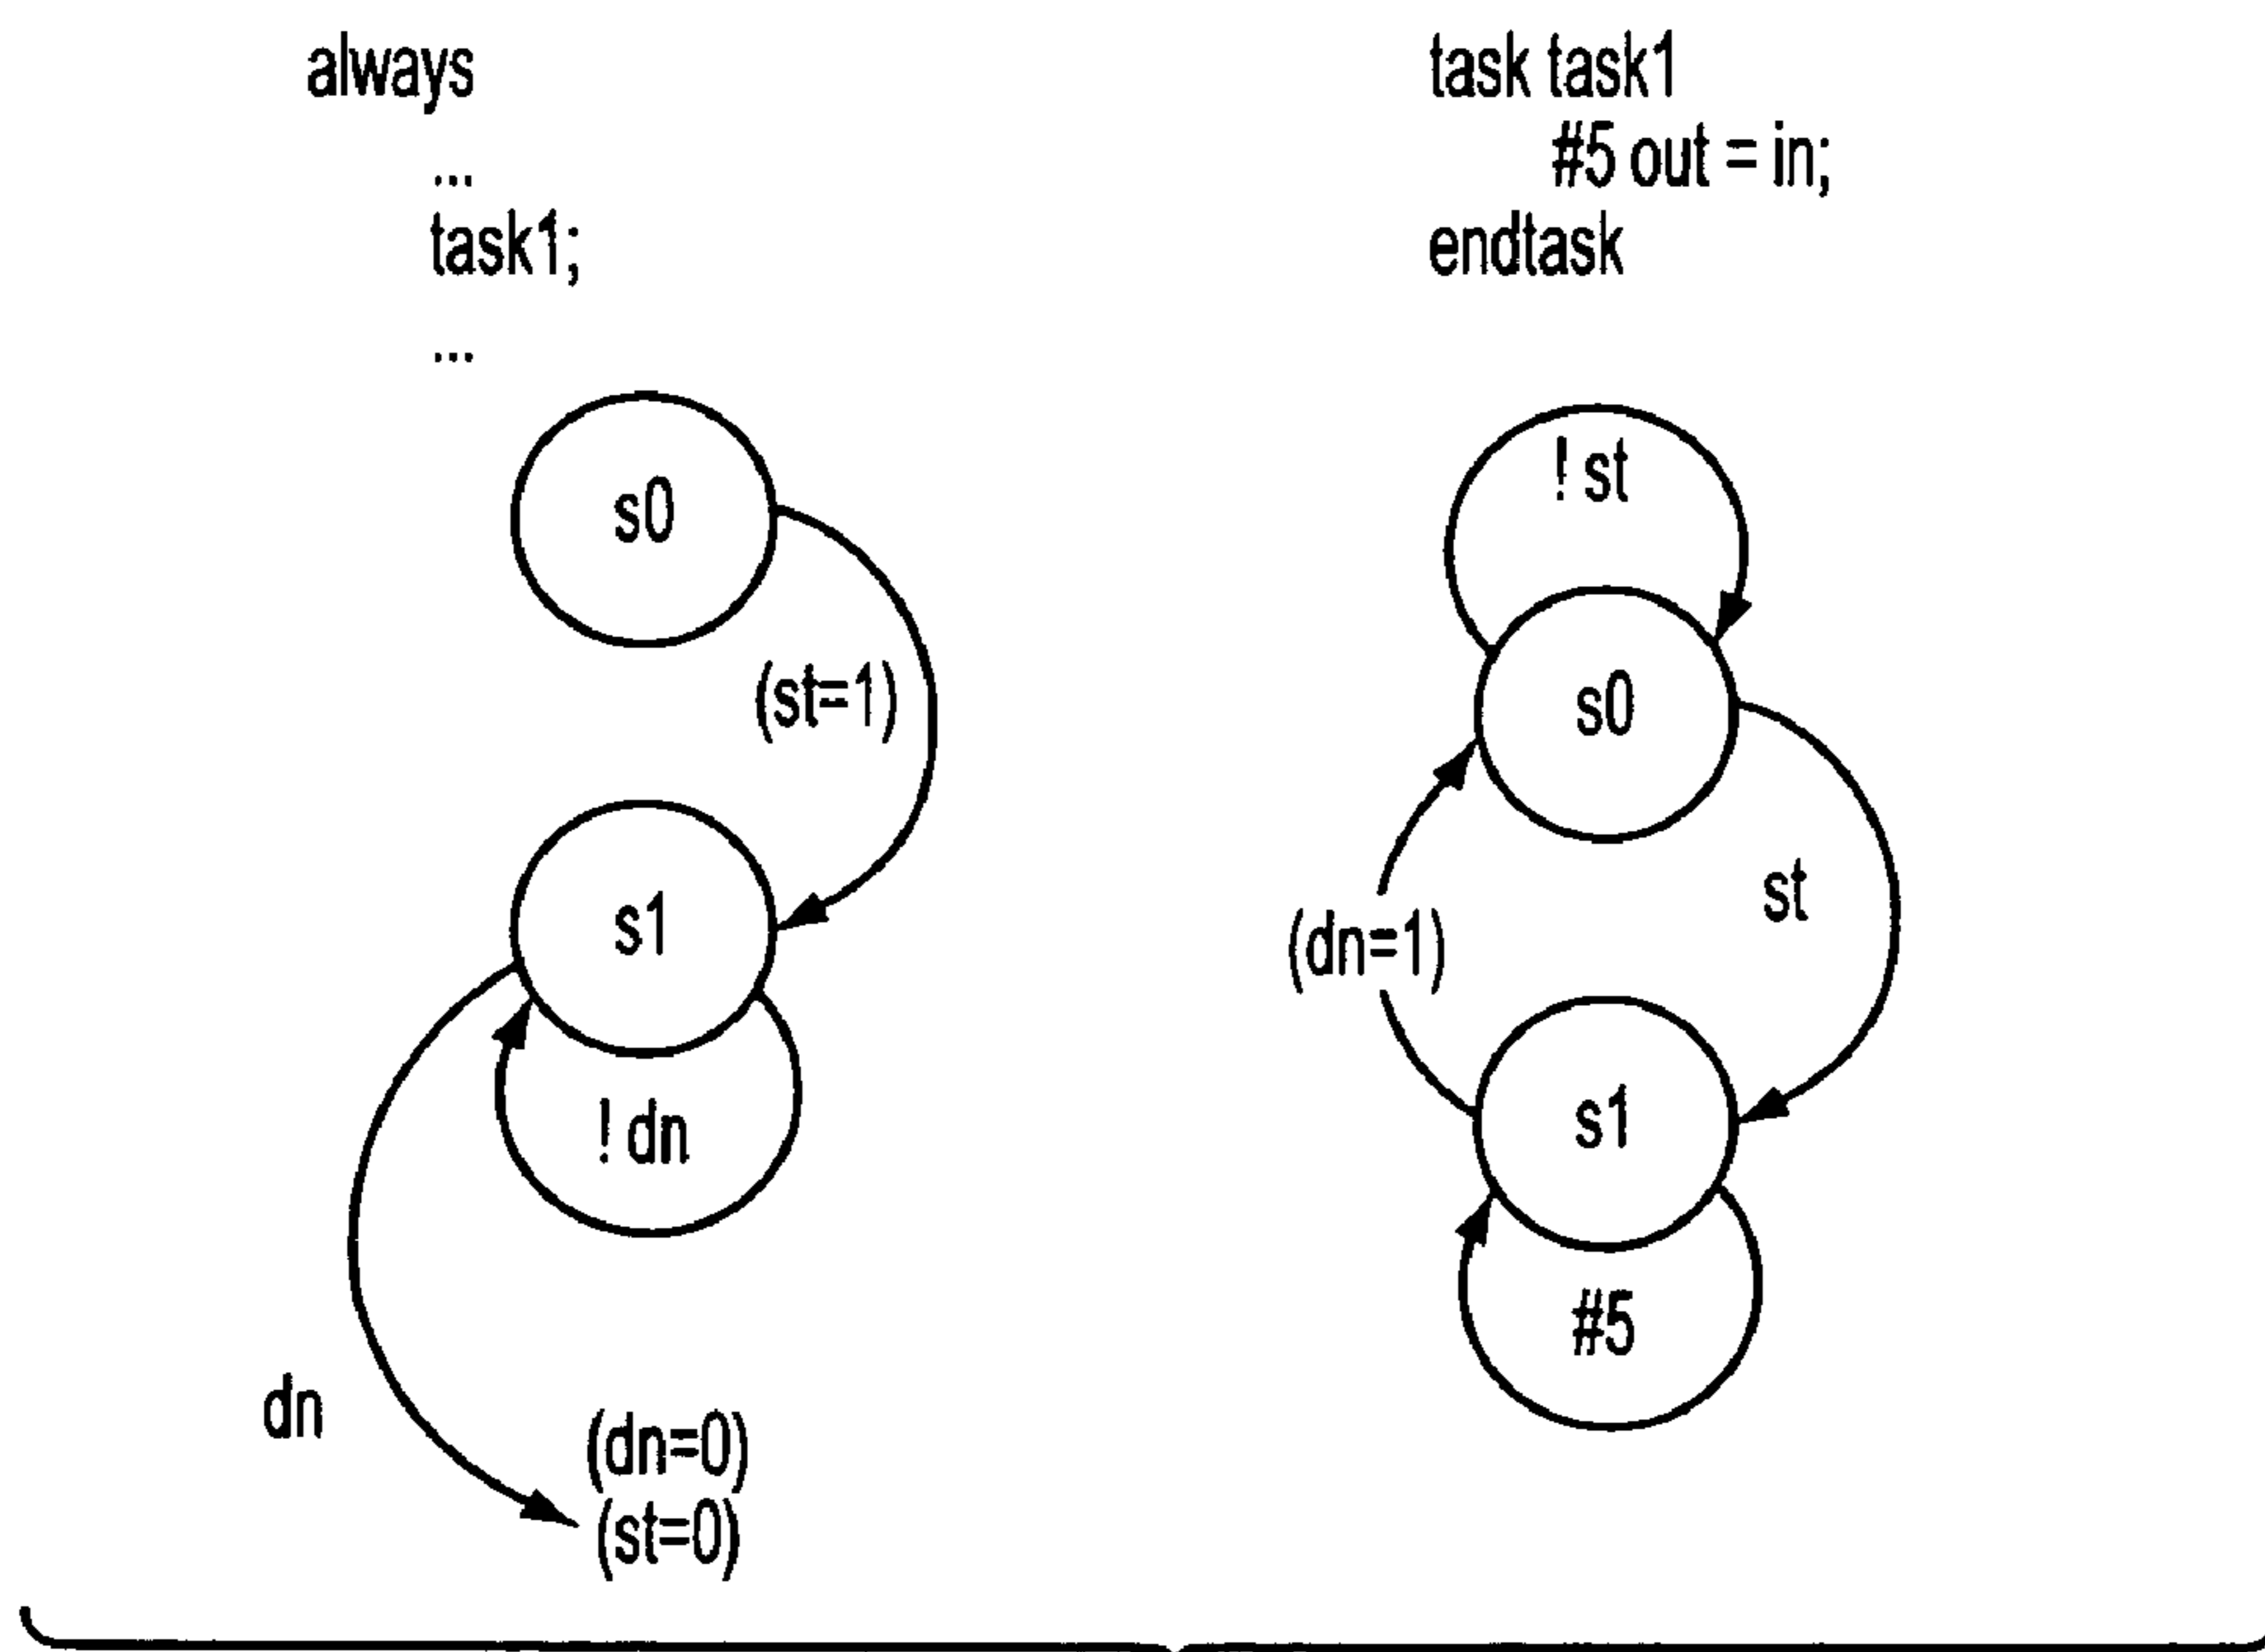 always
...
task1;
...
s0
(st=1)
s1
! dn
dn
(dn=0)
(st=0)
task task1
#5 out = in;
endtask
! st
s0
st
(dn=1)
s1
#5